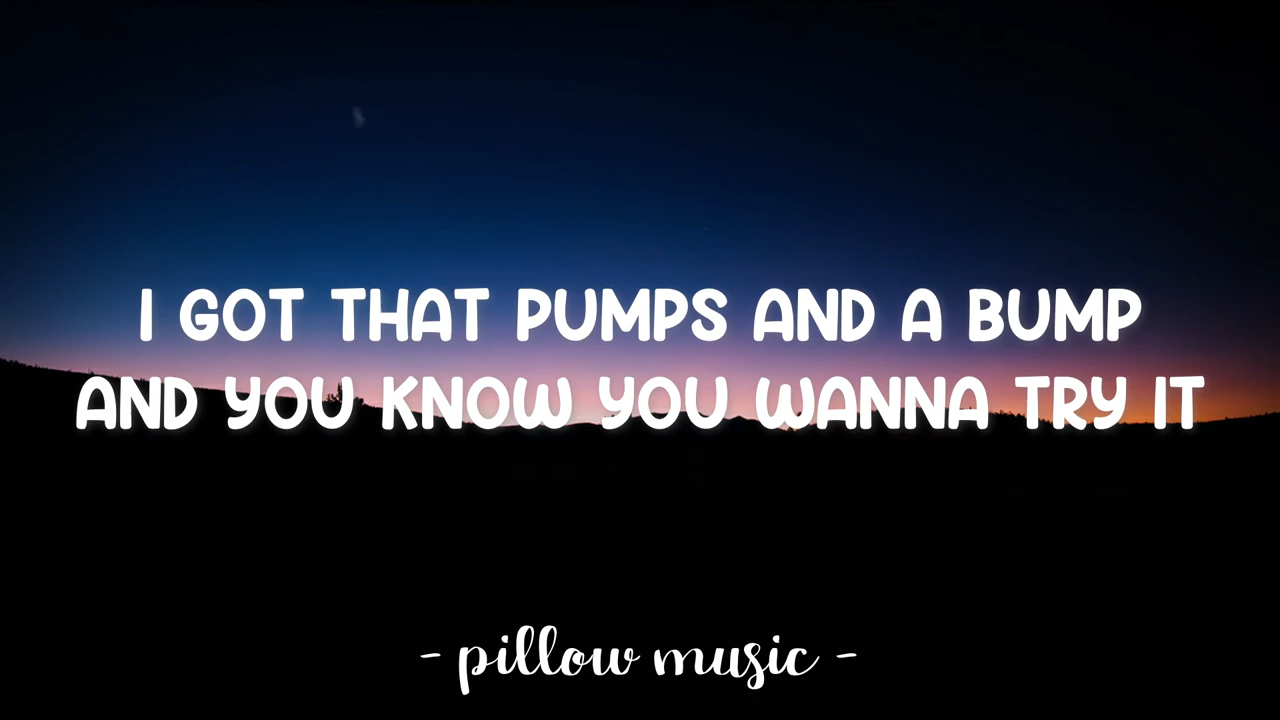 I GOT THAT PUMPS AND A BUMP
AND YOU KNOW YOU WANNA TRY IT
- pillow music -